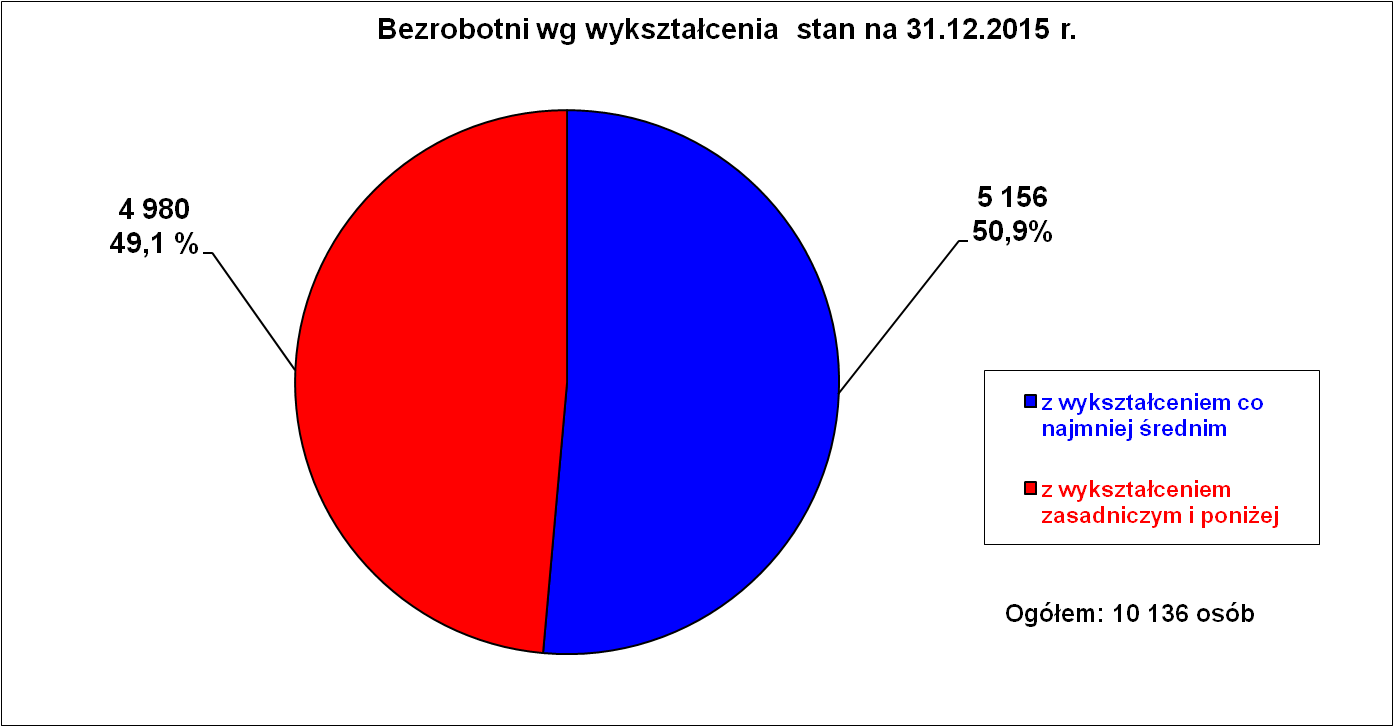 Bezrobotni wg wykształcenia  stan na 31.12.2015 r.
4 980
49,1 %
5 156
50,9%
z wykształceniem co
najmniej średnim
z wykształceniem
zasadniczym i poniżej
Ogółem: 10 136 osób